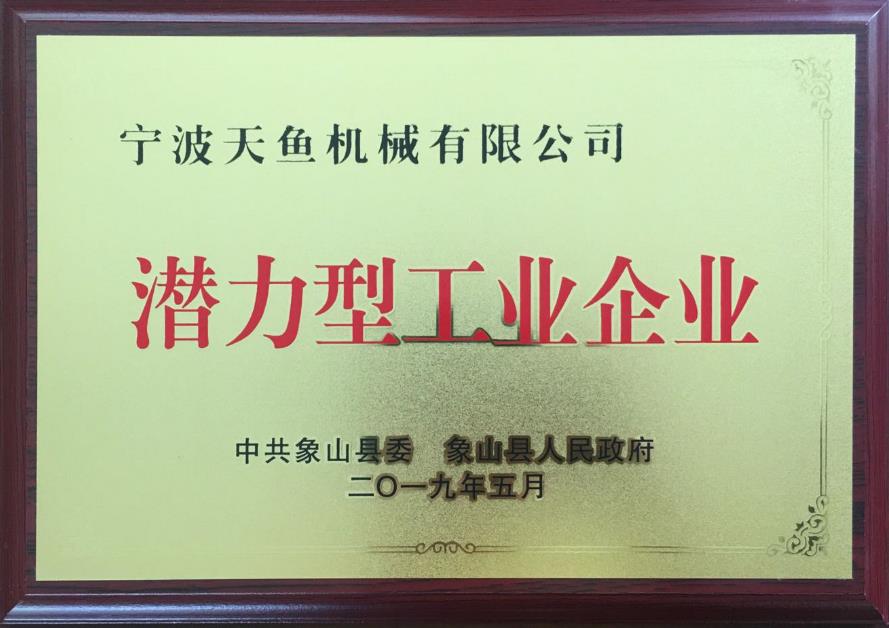 宁波天鱼机械有限公司
潜力型工业企业
中共象山县委 象山县人民政府
二〇一九年五月